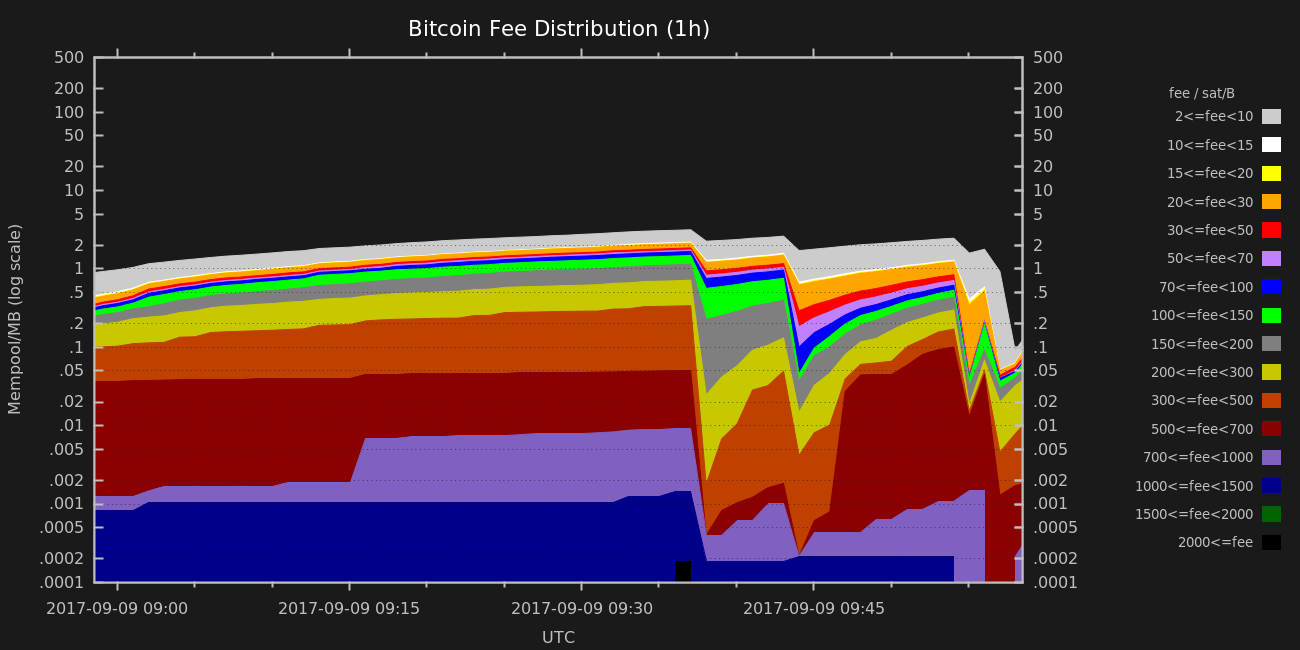 Bitcoin Fee Distribution (1h)
500 500
200 200
100 100
50 50
20 20
10 10
5 5
2 2
1 1
.5 .5
.2 .2
.1 .1
.05 .05
.02 .02
.01 .01
.005 .005
.002 .002
.001 .001
.0005 .0005
.0002 .0002
.0001 .0001
Mempool/MB (log scale)
2017-09-09 09:00 2017-09-09 09:15 2017-09-09 09:30 2017-09-09 09:45
UTC
fee / sat/B
2<=fee<10
10<=fee<15
15<=fee<20
20<=fee<30
30<=fee<50
50<=fee<70
70<=fee<100
100<=fee<150
150<=fee<200
200<=fee<300
300<=fee<500
500<=fee<700
700<=fee<1000
1000<=fee<1500
1500<=fee<2000
2000<=fee